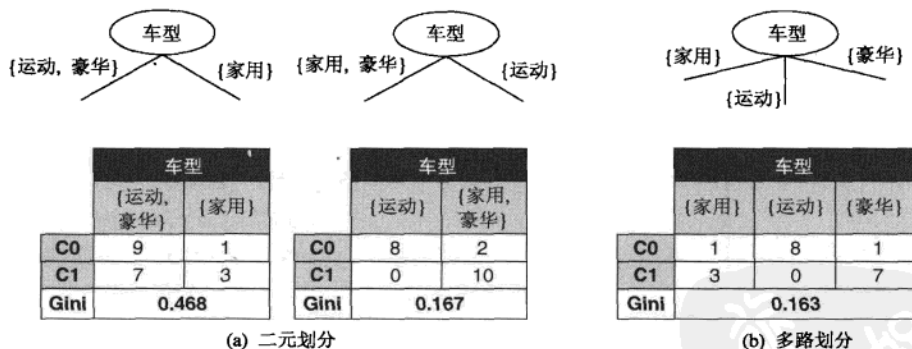 车型
{运动, 豪华}
{家用}
车型
{家用, 豪华}
{运动}
车型
{家用}
{运动}
{豪华}
车型
{运动, 豪华} {家用}
C0 9 1
C1 7 3
Gini 0.468
车型
{运动} {家用, 豪华}
C0 8 2
C1 0 10
Gini 0.167
(a) 二元划分
车型
{家用} {运动} {豪华}
C0 1 8 1
C1 3 0 7
Gini 0.163
(b) 多路划分